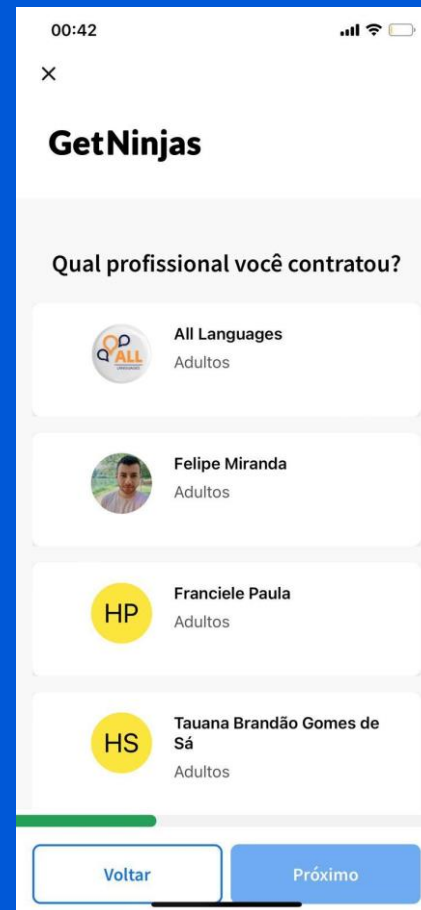 00:42
GetNinjas
Qual profissional você contratou?
ALL
LANGUAGES
All Languages
Adultos
Felipe Miranda
Adultos
HP
Franciele Paula
Adultos
HS
Tauana Brandão Gomes de
Sá
Adultos
Voltar
Próximo